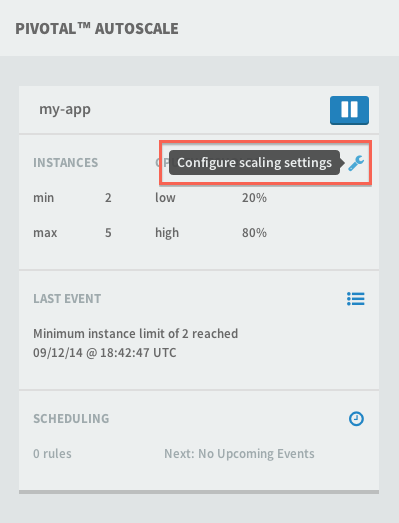 PIVOTAL™ AUTOSCALE
my-app
INSTANCES
Configure scaling settings
min 2 low 20%
max 5 high 80%
LAST EVENT
Minimum instance limit of 2 reached
09/12/14 @ 18:42:47 UTC
SCHEDULING
0 rules Next: No Upcoming Events